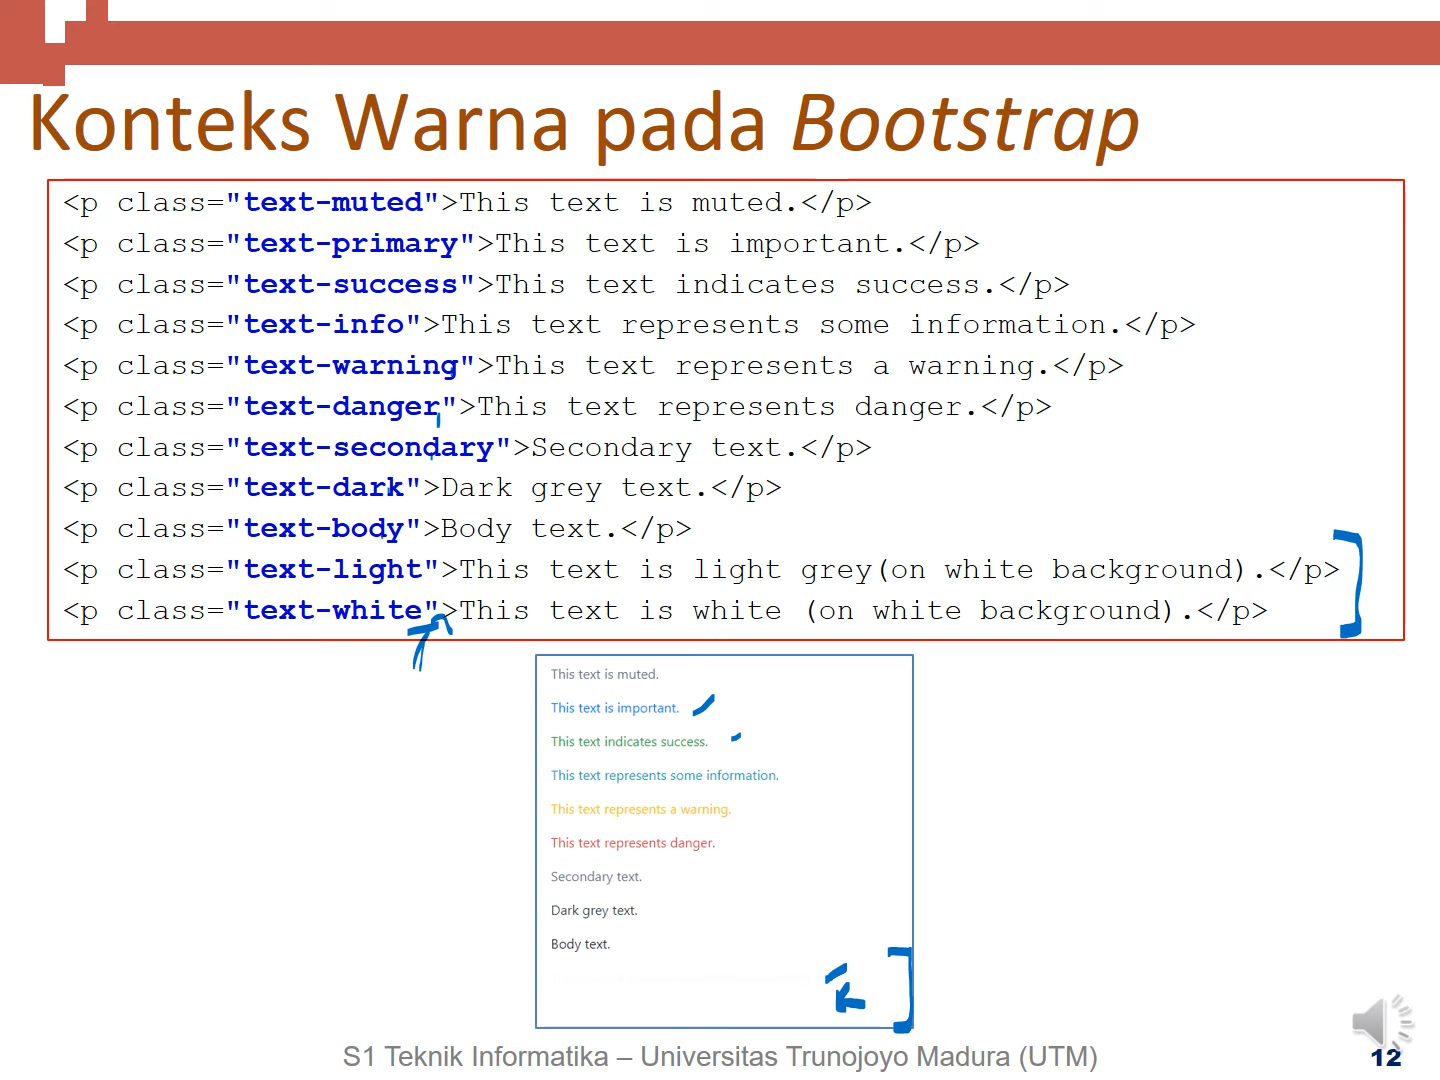 Konteks Warna pada Bootstrap
<p class="text-muted">This text is muted.</p>
<p class="text-primary">This text is important.</p>
<p class="text-success">This text indicates success.</p>
<p class="text-info">This text represents some information.</p>
<p class="text-warning">This text represents a warning.</p>
<p class="text-danger">This text represents danger.</p>
<p class="text-secondary">Secondary text.</p>
<p class="text-dark">Dark grey text.</p>
<p class="text-body">Body text.</p>
<p class="text-light">This text is light grey(on white background).</p>
<p class="text-white">This text is white (on white background).</p>
This text is muted.
This text is important.
This text indicates success.
This text represents some information.
This text represents a warning.
This text represents danger.
Secondary text.
Dark grey text.
Body text.
S1 Teknik Informatika – Universitas Trunojoyo Madura (UTM)
12